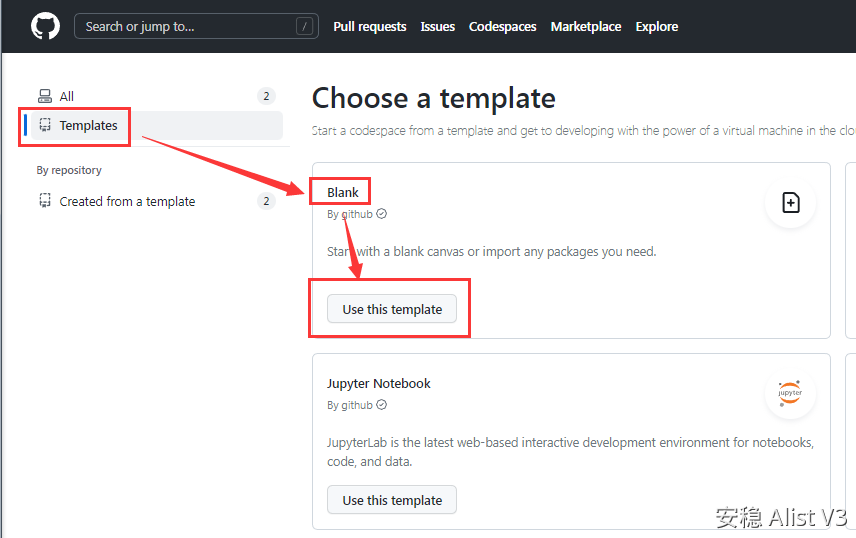 Search or jump to... /
Pull requests Issues Codespaces Marketplace Explore
All 2
Templates
By repository
Created from a template 2
Choose a template
Start a codespace from a template and get to developing with the power of a virtual machine in the clo
Blank
By github
Start with a blank canvas or import any packages you need.
Use this template
Jupyter Notebook
By github
jupyter
JupyterLab is the latest web-based interactive development environment for notebooks,
code, and data.
Use this template
安稳 Alist V3